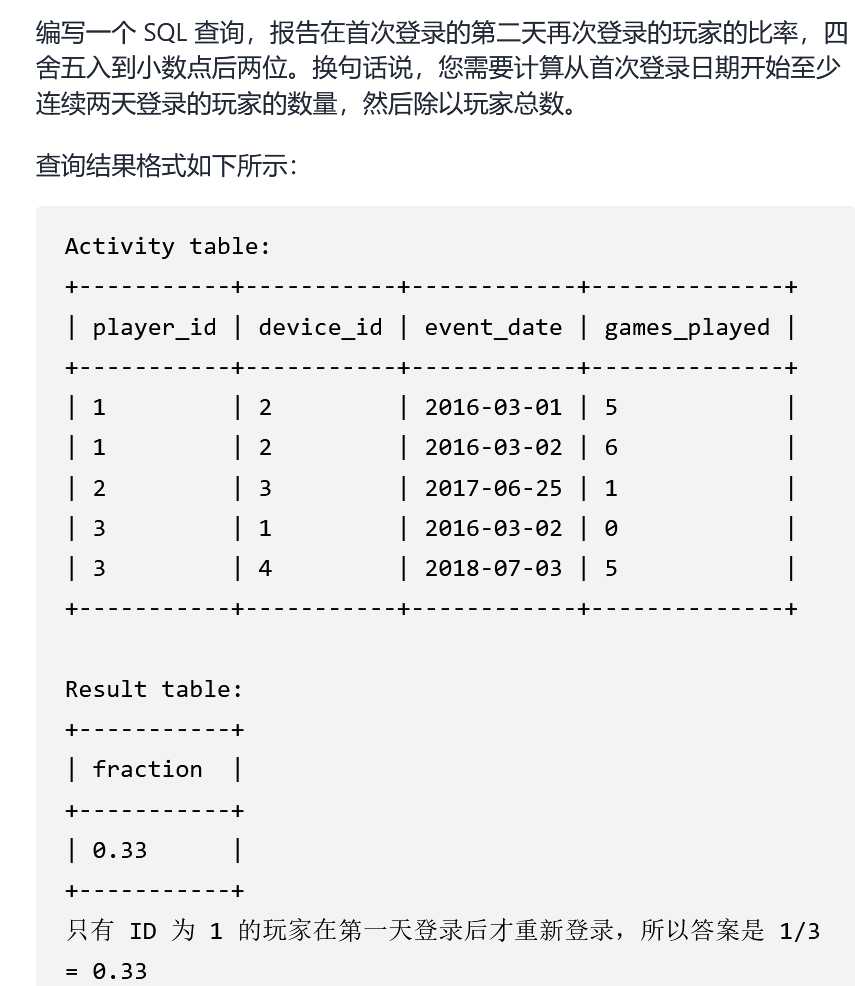 编写一个 SQL 查询，报告在首次登录的第二天再次登录的玩家的比率，四
舍五入到小数点后两位。换句话说，您需要计算从首次登录日期开始至少
连续两天登录的玩家的数量，然后除以玩家总数。
查询结果格式如下所示：
Activity table:
+-----------+-----------+------------+--------------+
| player_id | device_id | event_date | games_played |
+-----------+-----------+------------+--------------+
| 1         | 2         | 2016-03-01 | 5            |
| 1         | 2         | 2016-03-02 | 6            |
| 2         | 3         | 2017-06-25 | 1            |
| 3         | 1         | 2016-03-02 | 0            |
| 3         | 4         | 2018-07-03 | 5            |
+-----------+-----------+------------+--------------+
Result table:
+-----------+
| fraction  |
+-----------+
| 0.33      |
+-----------+
只有 ID 为 1 的玩家在第一天登录后才重新登录，所以答案是 1/3
= 0.33